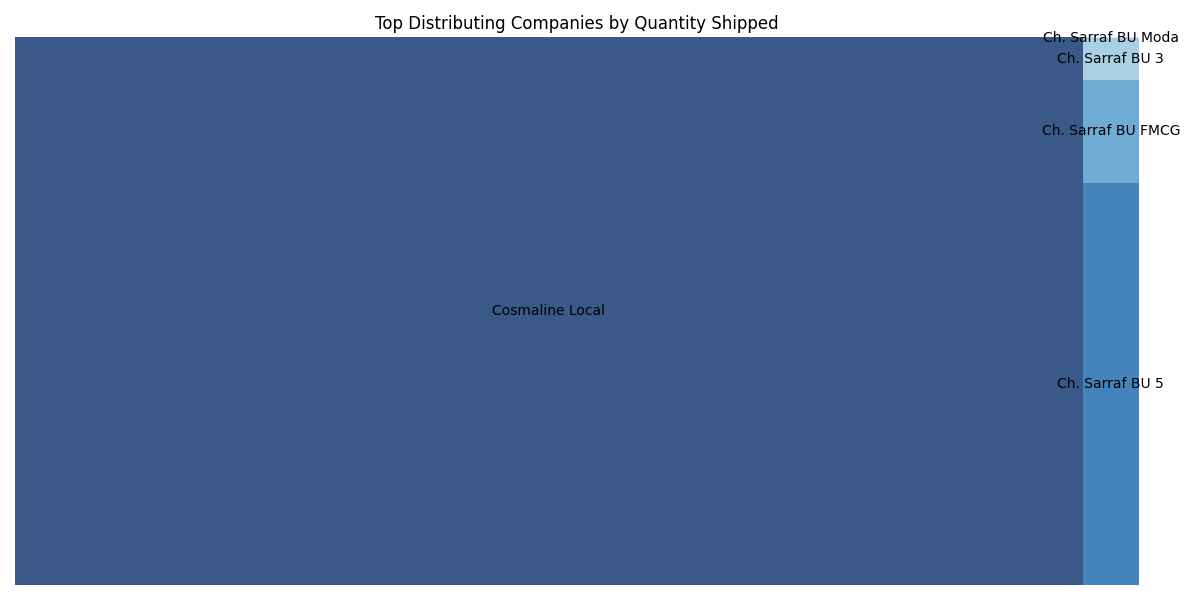 Top Distributing Companies by Quantity Shipped
Ch. Sarraf BU Moda
Ch. Sarraf BU 3
Ch. Sarraf BU FMCG
Cosmaline Local
Ch. Sarraf BU 5